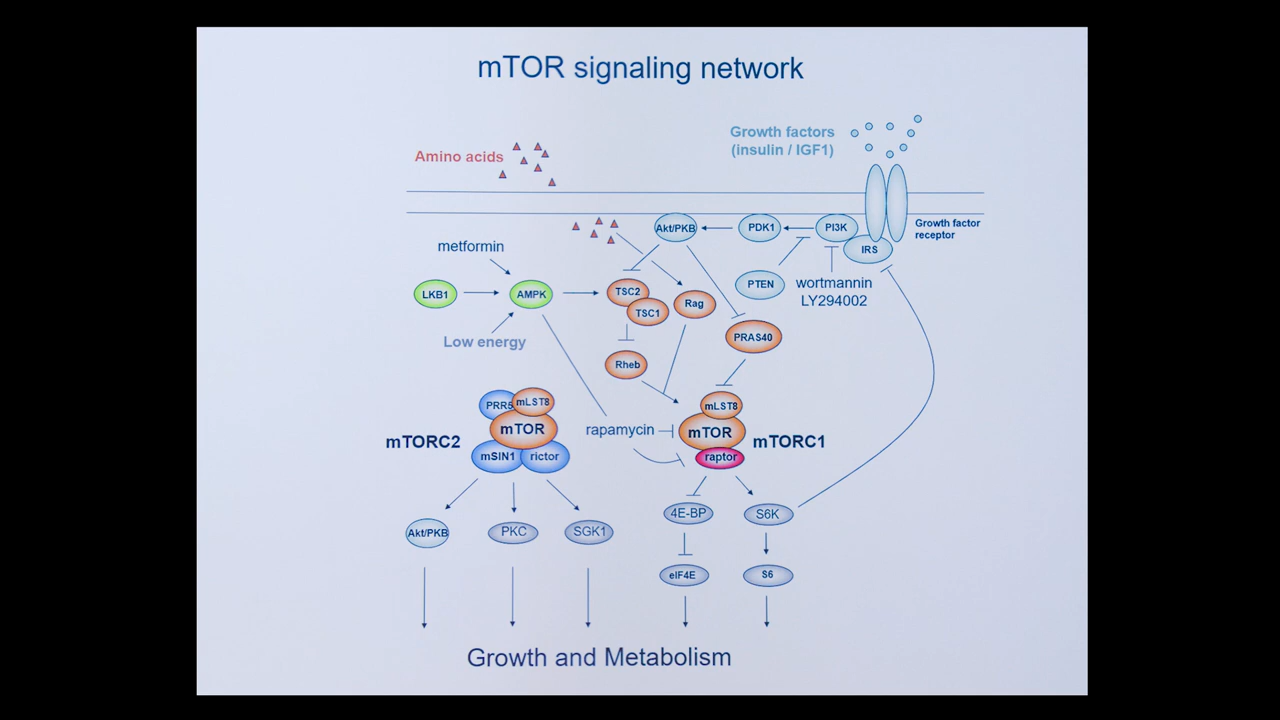 mTOR signaling network
Growth factors
(insulin / IGF1)
Amino acids
Growth factor
receptor
Akt/PKB
PDK1
PI3K
IRS
metformin
PTEN
wortmannin
LY294002
LKB1
AMPK
TSC2
TSC1
Rag
Low energy
PRAS40
Rheb
PRR5
mLST8
mTOR
mSIN1
rictor
mTORC2
rapamycin
mLST8
mTOR
raptor
mTORC1
4E-BP
S6K
Akt/PKB
PKC
SGK1
eIF4E
S6
Growth and Metabolism